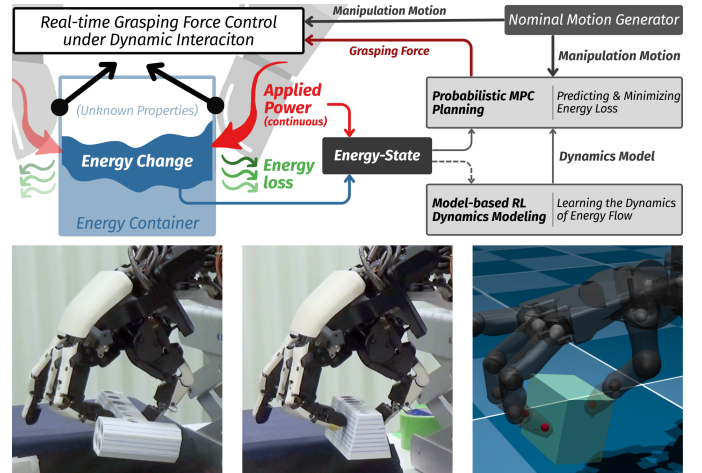 Real-time Grasping Force Control
under Dynamic Interaciton
Manipulation Motion
Nominal Motion Generator
Grasping Force
Manipulation Motion
(Unknown Properties)
Applied
Power
(continuous)
Probabilistic MPC
Planning
Predicting & Minimizing
Energy Loss
Energy Change
Energy
loss
Energy-State
Dynamics Model
Energy Container
Model-based RL
Dynamics Modeling
Learning the Dynamics
of Energy Flow